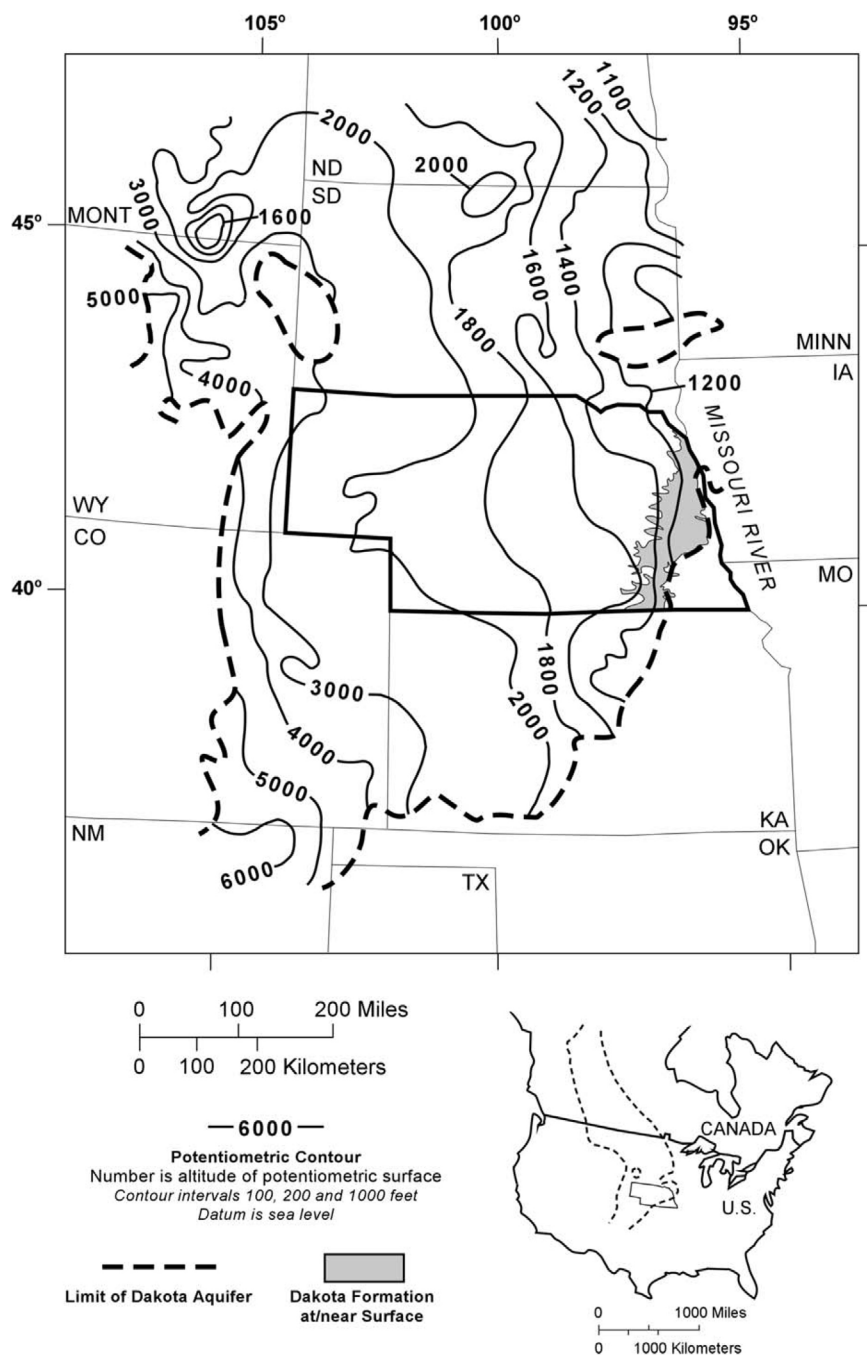 105° 100° 95°
1100
1200
2000
ND
2000
SD
3000
1600
45°
MONT
1400
1600
5000
1800
MINN
IA
4000
1200
MISSOURI RIVER
WY
CO
MO
40°
1800
2000
3000
4000
5000
NM
KA
OK
6000
TX
0 100 200 Miles
0 100 200 Kilometers
6000
Potentiometric Contour
Number is altitude of potentiometric surface
Contour intervals 100, 200 and 1000 feet
Datum is sea level
Limit of Dakota Aquifer
Dakota Formation
at/near Surface
CANADA
U.S.
0 1000 Miles
0 1000 Kilometers